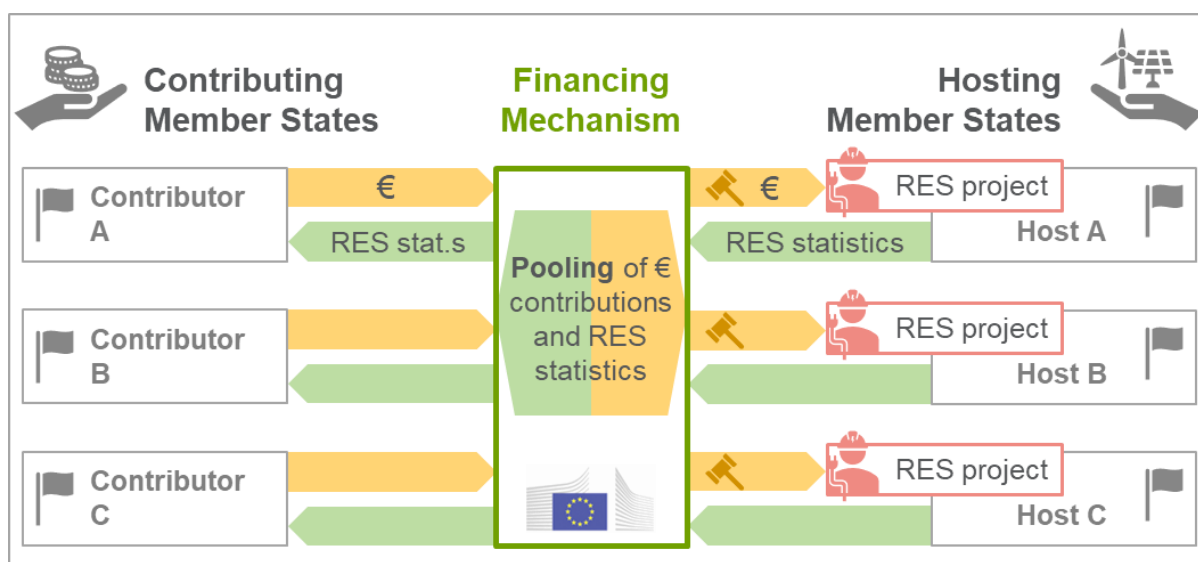 Contributing
Member States
Financing
Mechanism
Hosting
Member States
Contributor
A
€
RES stat.s
€
RES project
RES statistics
Host A
Pooling of €
contributions
and RES
statistics
Contributor
B
RES project
Host B
Contributor
C
RES project
Host C